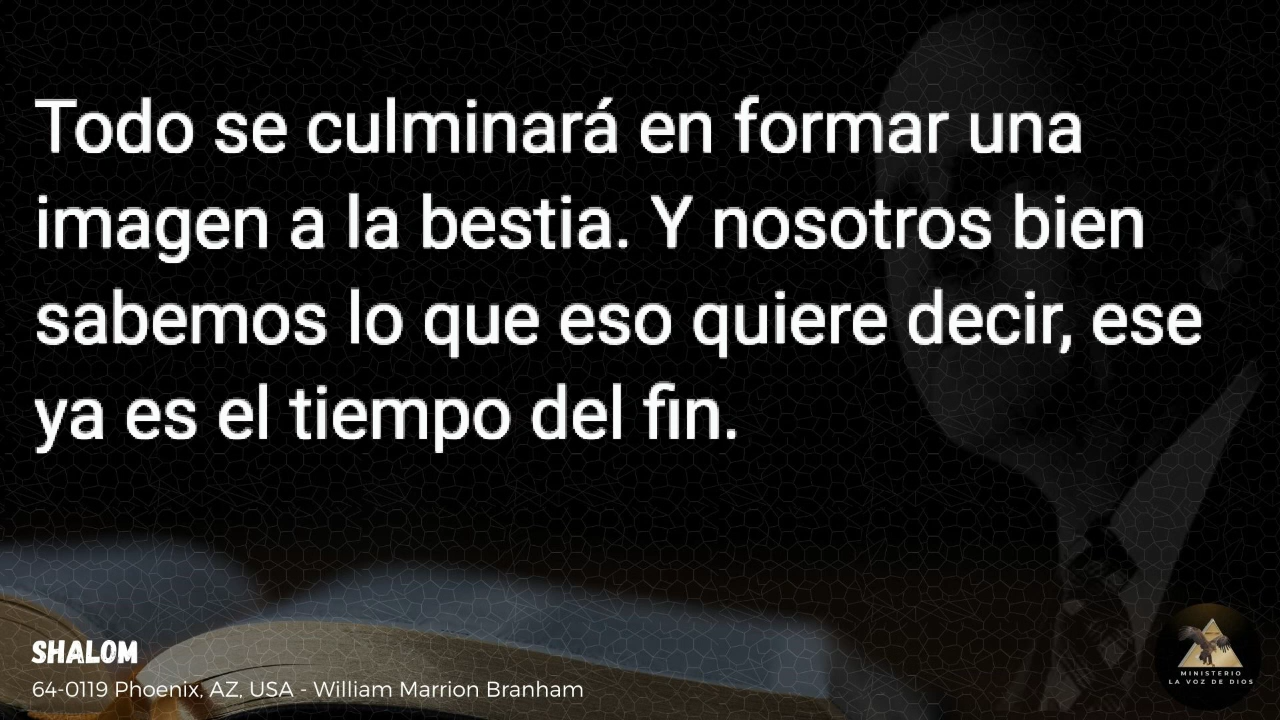 Todo se culminará en formar una
imagen a la bestia. Y nosotros bien
sabemos lo que eso quiere decir, ese
ya es el tiempo del fin.
SHALOM
64-0119 Phoenix, AZ, USA - William Marrion Branham
MINISTERIO
LA VOZ DE DIOS